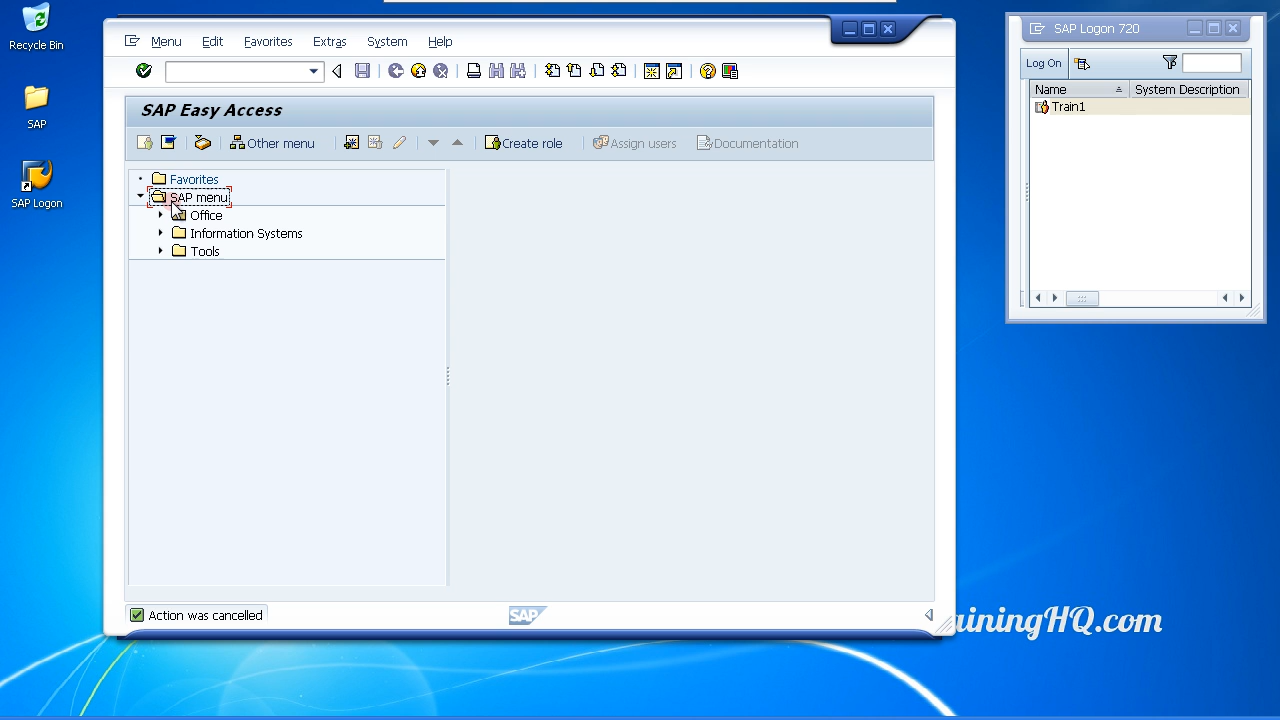 Recycle Bin
SAP
SAP Logon
Menu Edit Favorites Extras System Help
SAP Easy Access
Other menu Create role Assign users Documentation
Favorites
SAP menu
Office
Information Systems
Tools
Action was cancelled
SAP
SAP Logon 720
Log On
Name System Description
Train1
ainingHQ.com